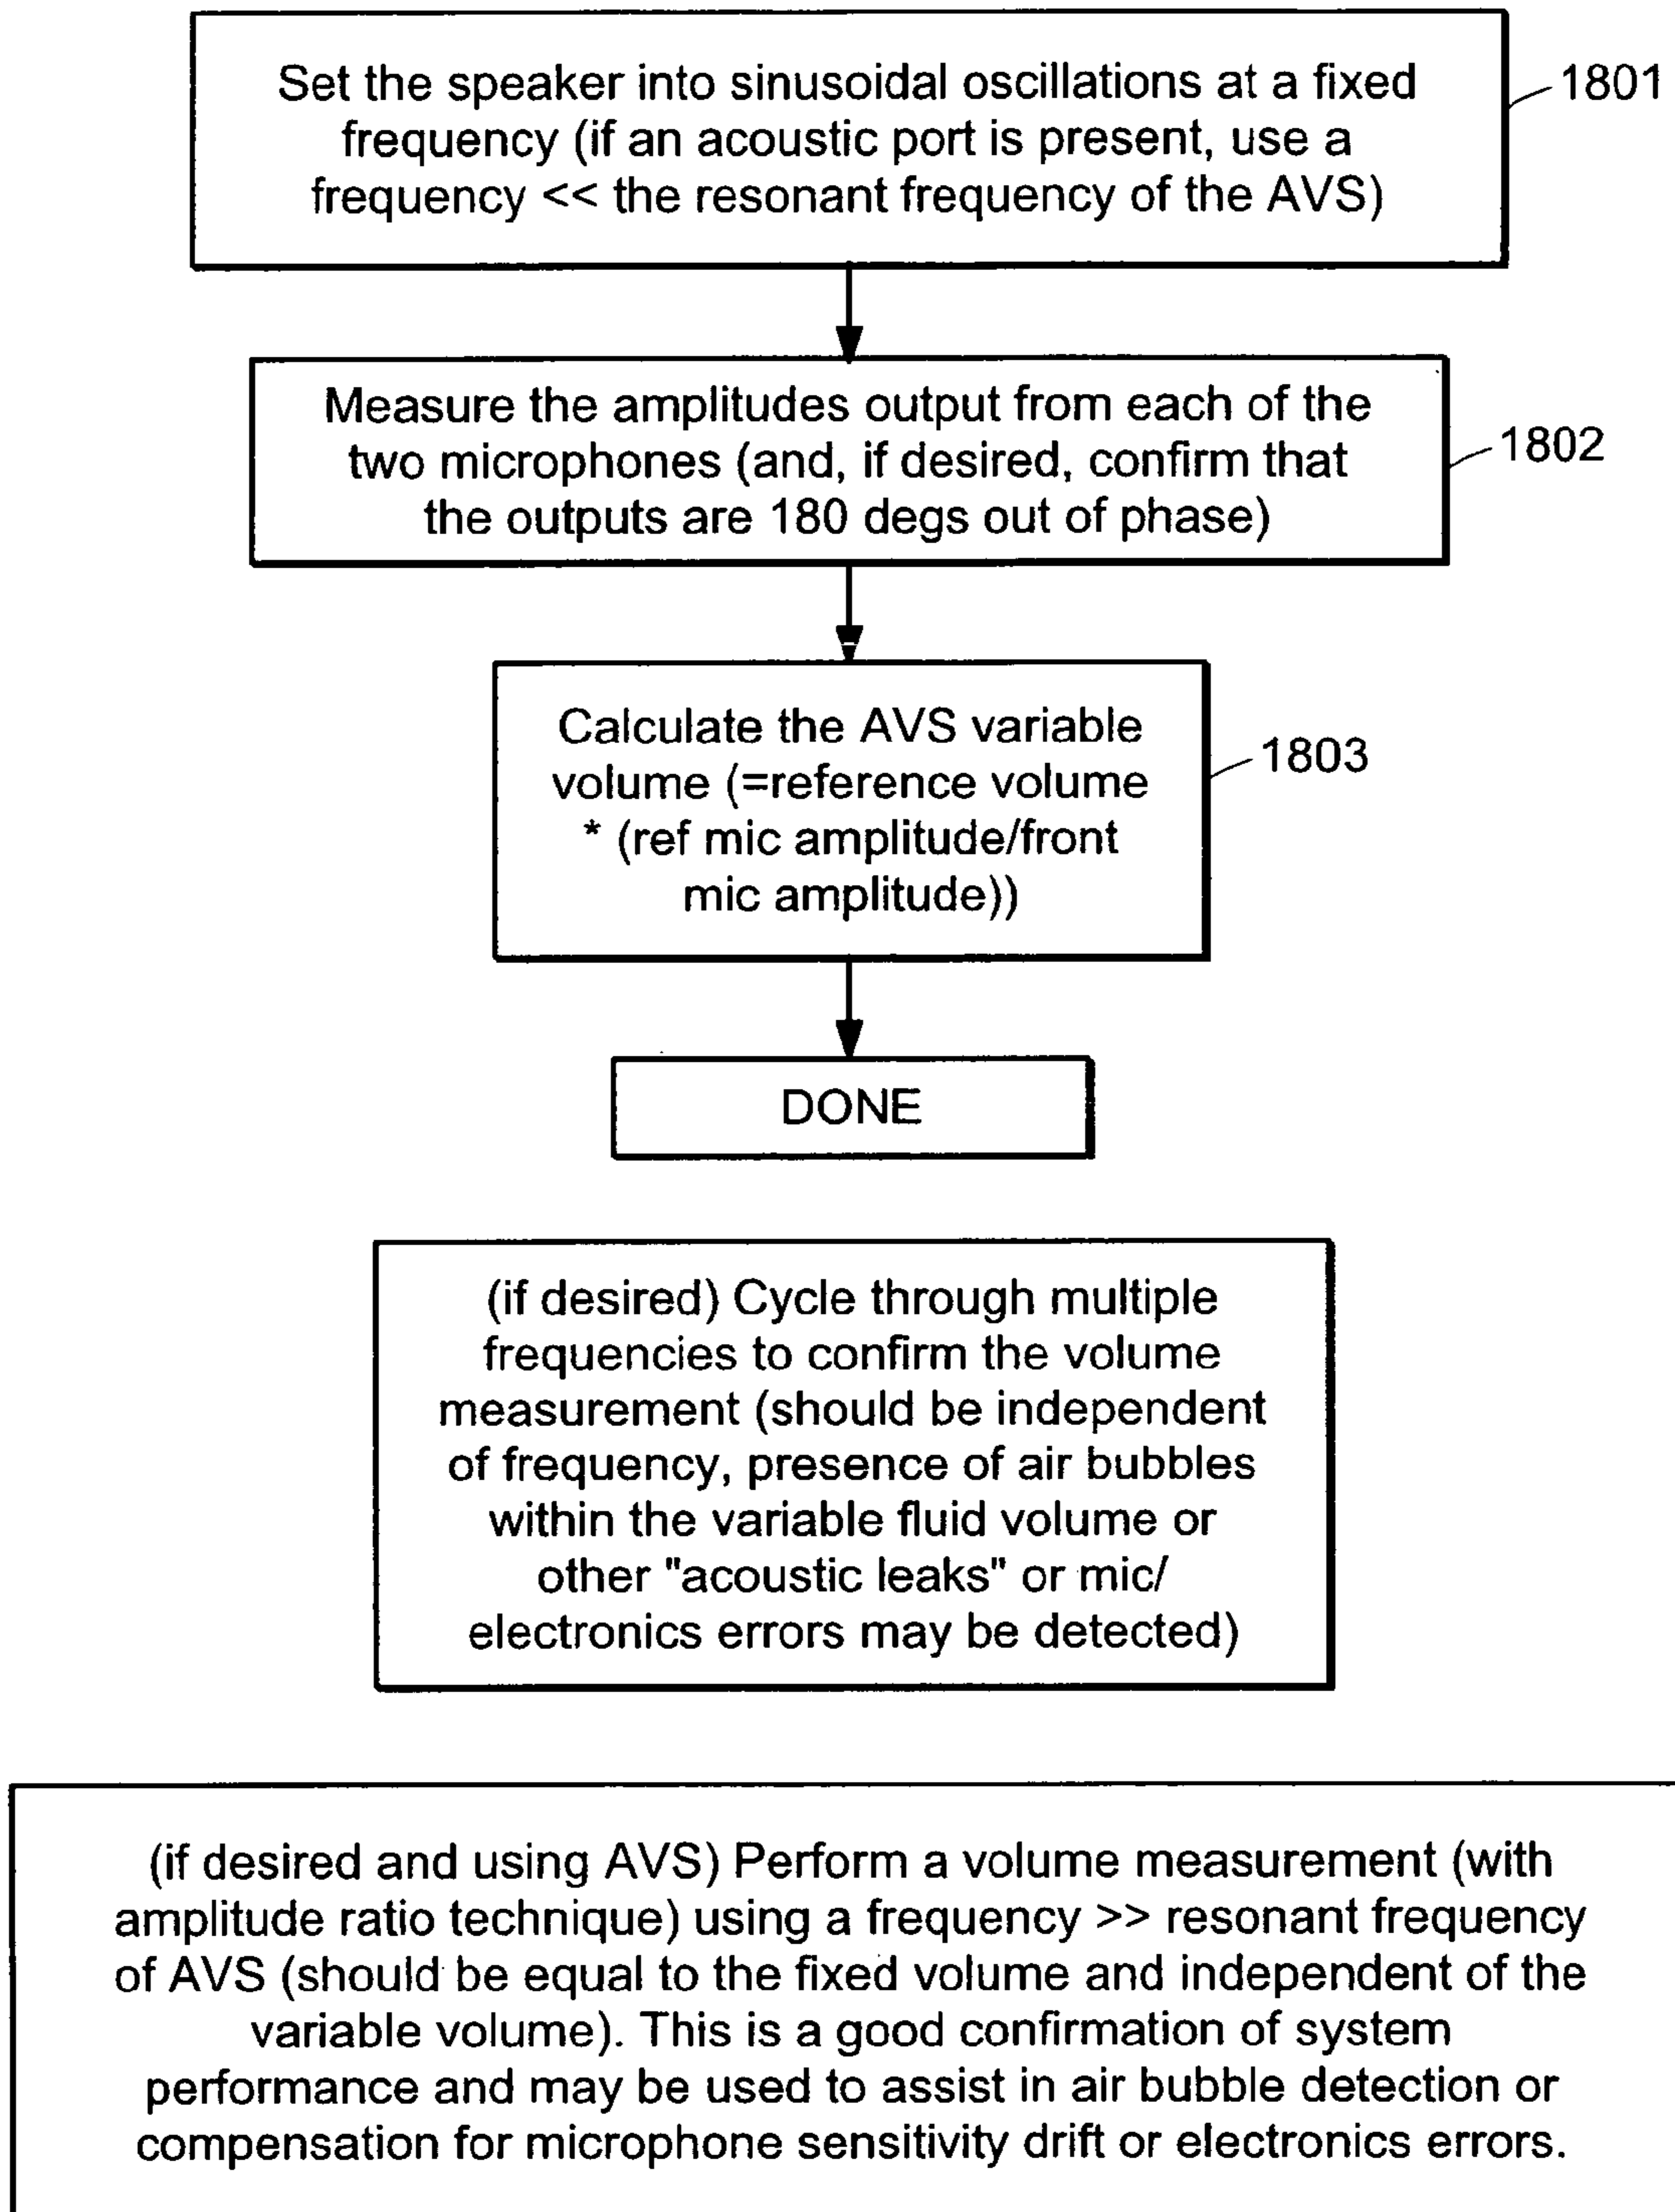 Set the speaker into sinusoidal oscillations at a fixed
frequency (if an acoustic port is present, use a
frequency << the resonant frequency of the AVS)
1801
Measure the amplitudes output from each of the
two microphones (and, if desired, confirm that
the outputs are 180 degs out of phase)
1802
Calculate the AVS variable
volume (=reference volume
* (ref mic amplitude/front
mic amplitude))
1803
DONE
(if desired) Cycle through multiple
frequencies to confirm the volume
measurement (should be independent
of frequency, presence of air bubbles
within the variable fluid volume or
other "acoustic leaks" or mic/
electronics errors may be detected)
(if desired and using AVS) Perform a volume measurement (with
amplitude ratio technique) using a frequency >> resonant frequency
of AVS (should be equal to the fixed volume and independent of the
variable volume). This is a good confirmation of system
performance and may be used to assist in air bubble detection or
compensation for microphone sensitivity drift or electronics errors.